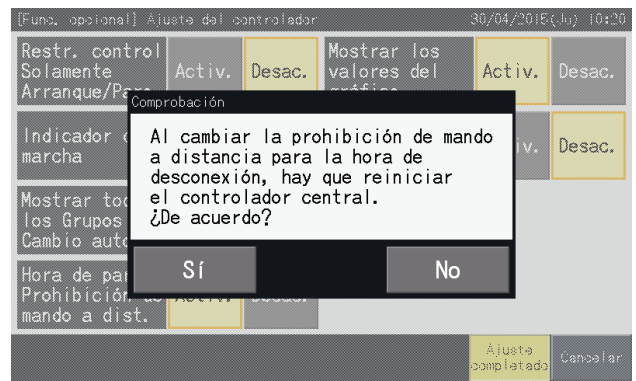 [Func. opcional] Ajuste del controlador 30/04/2015(Ju) 10:20
Restr. control
Solamente
Arranque/Paro
Activ. Desac.
Mostrar los
valores del
Activ. Desac.
Comprobación
Al cambiar la prohibición de mando
a distancia para la hora de
desconexión, hay que reiniciar
el controlador central.
¿De acuerdo?
Sí No
Indicador
marcha
iv. Desac.
Mostrar
los Grupos
Cambio
Hora de
Prohibición
mando a dist.
Ajuste
completado
Cancelar